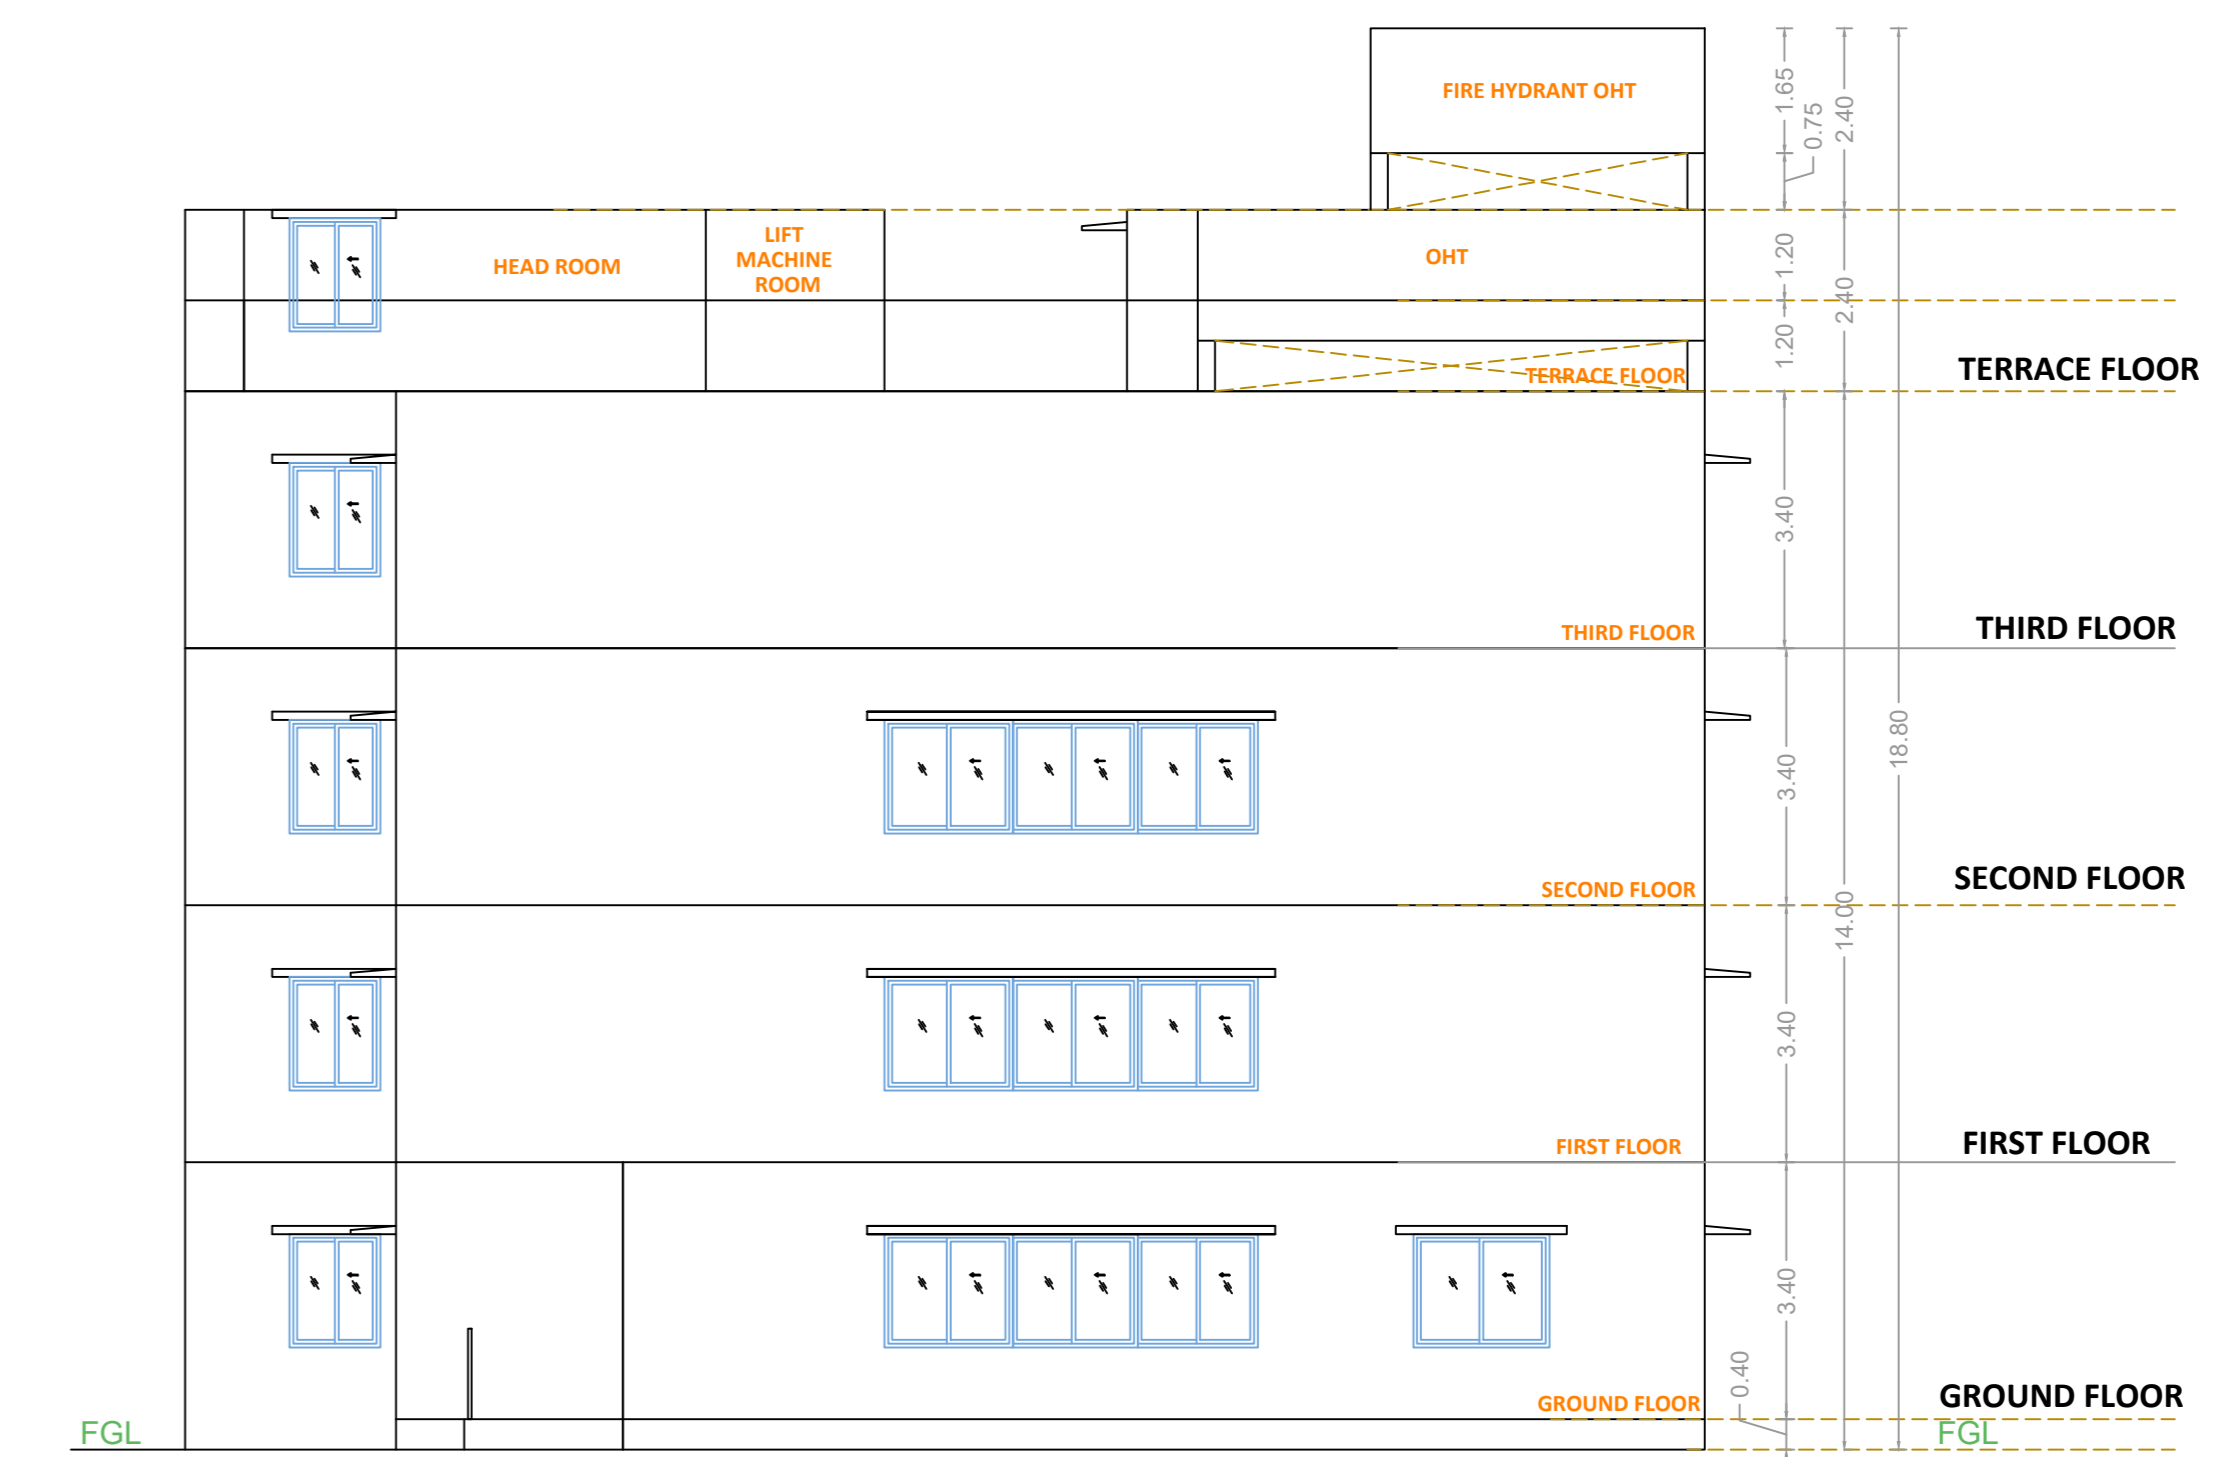 FIRE HYDRANT OHT
1.65
0.75
2.40
HEAD ROOM
LIFT
MACHINE
ROOM
OHT
1.20
2.40
1.20
TERRACE FLOOR
TERRACE FLOOR
3.40
THIRD FLOOR
THIRD FLOOR
18.80
3.40
SECOND FLOOR
SECOND FLOOR
14.00
3.40
FIRST FLOOR
FIRST FLOOR
3.40
0.40
GROUND FLOOR
GROUND FLOOR
FGL
FGL